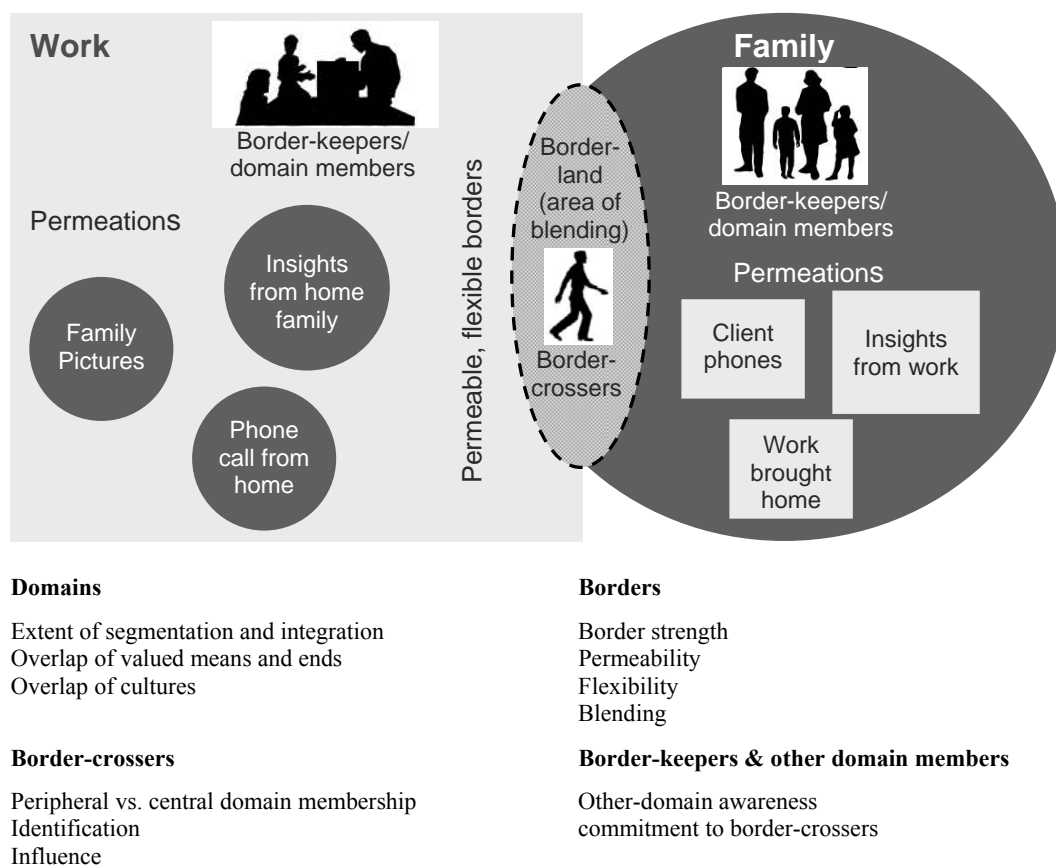 Work
Border-keepers/
domain members
Permeations
Insights
from home
family
Family
Pictures
Phone
call from
home
Permeable, flexible borders
Border-
land
(area of
blending)
Border-
crossers
Family
Border-keepers/
domain members
Permeations
Client
phones
Insights
from work
Work
brought
home
Domains
Extent of segmentation and integration
Overlap of valued means and ends
Overlap of cultures
Borders
Border strength
Permeability
Flexibility
Blending
Border-crossers
Peripheral vs. central domain membership
Identification
Influence
Border-keepers & other domain members
Other-domain awareness
commitment to border-crossers